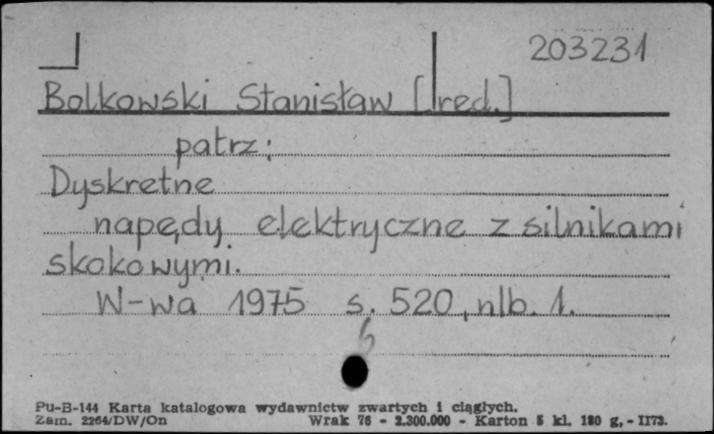 203231
Bolkowski Stanisław [red.]
patrz:
Dyskretne
napędy elektryczne z silnikami
skokowymi.
W-wa 1975 s. 520, nlb. 1.
6
Pu-B-144 Karta katalogowa wydawnictw zwartych i ciągłych.
Zam. 2264/DW/On Wrak 76 - 2.300.000 - Karton 5 kl. 180 g. - II73.